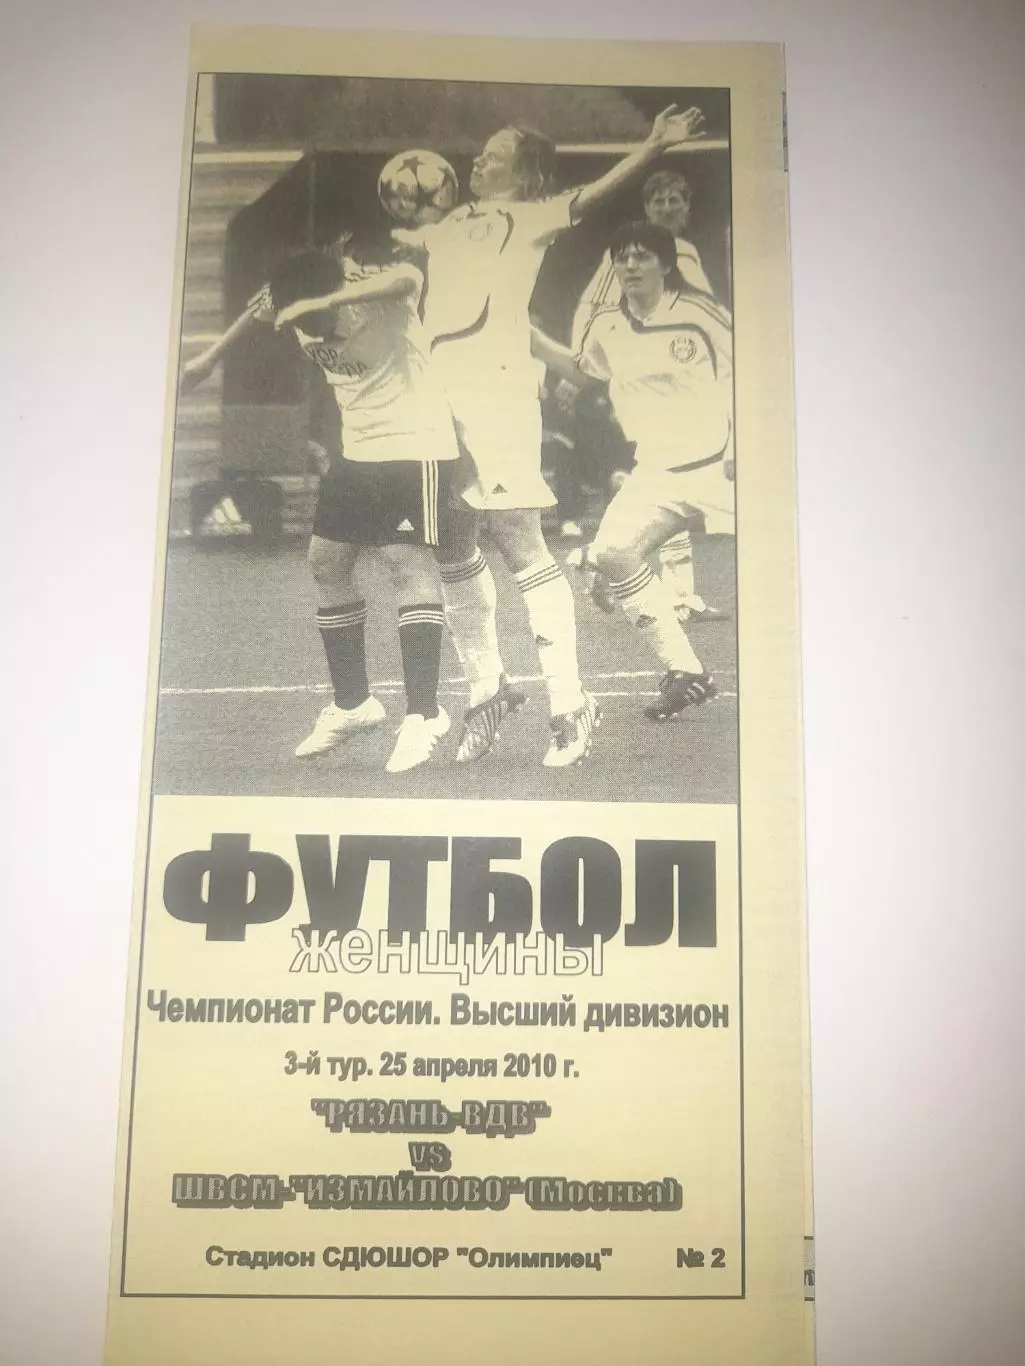 ФУТБОЛ
женщины
Чемпионат России. Высший дивизион
3-й тур. 25 апреля 2010 г.
"РЯЗАНЬ-ВДВ"
vs
ШВСМ-"ИЗМАЙЛОВО" (Москва)
Стадион СДЮШОР "Олимпиец" № 2